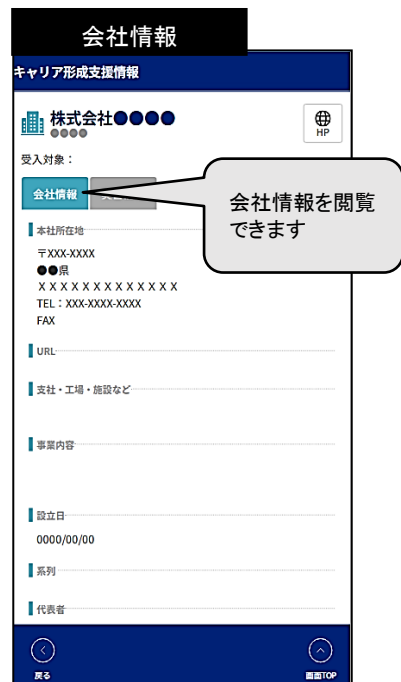 会社情報
キャリア形成支援情報
株式会社●●●●
●●●●
HP
受入対象：
会社情報
会社情報を閲覧
できます
本社所在地
〒XXX-XXXX
●●県
ＸＸＸＸＸＸＸＸＸＸＸＸＸ
TEL：XXX-XXXX-XXXX
FAX
URL
支社・工場・施設など
事業内容
設立日
0000/00/00
系列
代表者
戻る
画面TOP